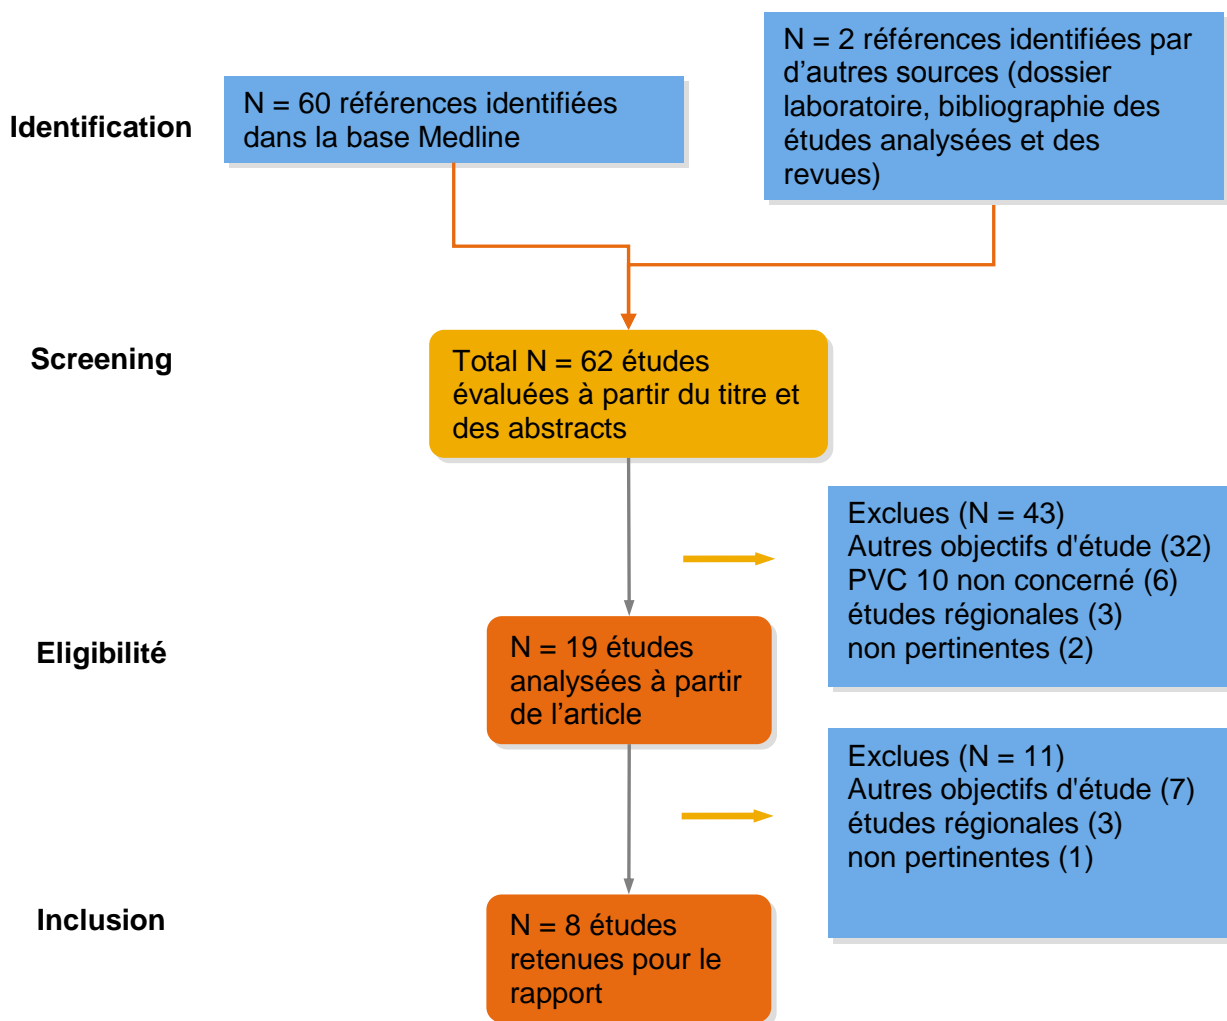 Identification
N = 60 références identifiées
dans la base Medline
N = 2 références identifiées par
d’autres sources (dossier
laboratoire, bibliographie des
études analysées et des
revues)
Screening
Total N = 62 études
évaluées à partir du titre et
des abstracts
Exclues (N = 43)
Autres objectifs d'étude (32)
PVC 10 non concerné (6)
études régionales (3)
non pertinentes (2)
Eligibilité
N = 19 études
analysées à partir
de l’article
Exclues (N = 11)
Autres objectifs d'étude (7)
études régionales (3)
non pertinentes (1)
Inclusion
N = 8 études
retenues pour le
rapport